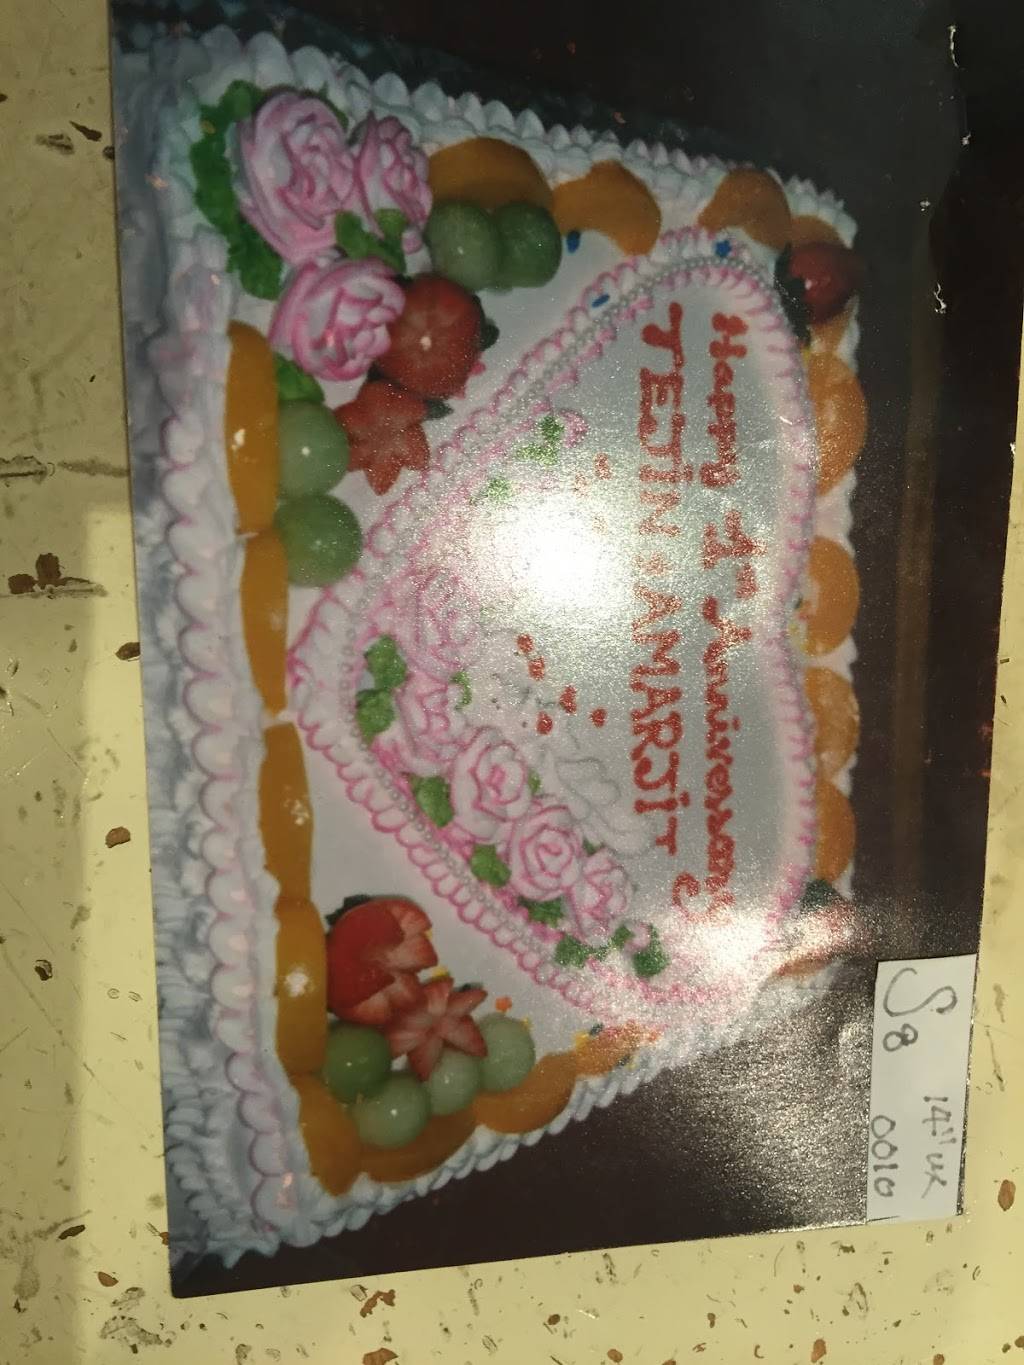 Happy 1st Anniversary
TEJIN & AMARJIT
S8
14" UK
0010